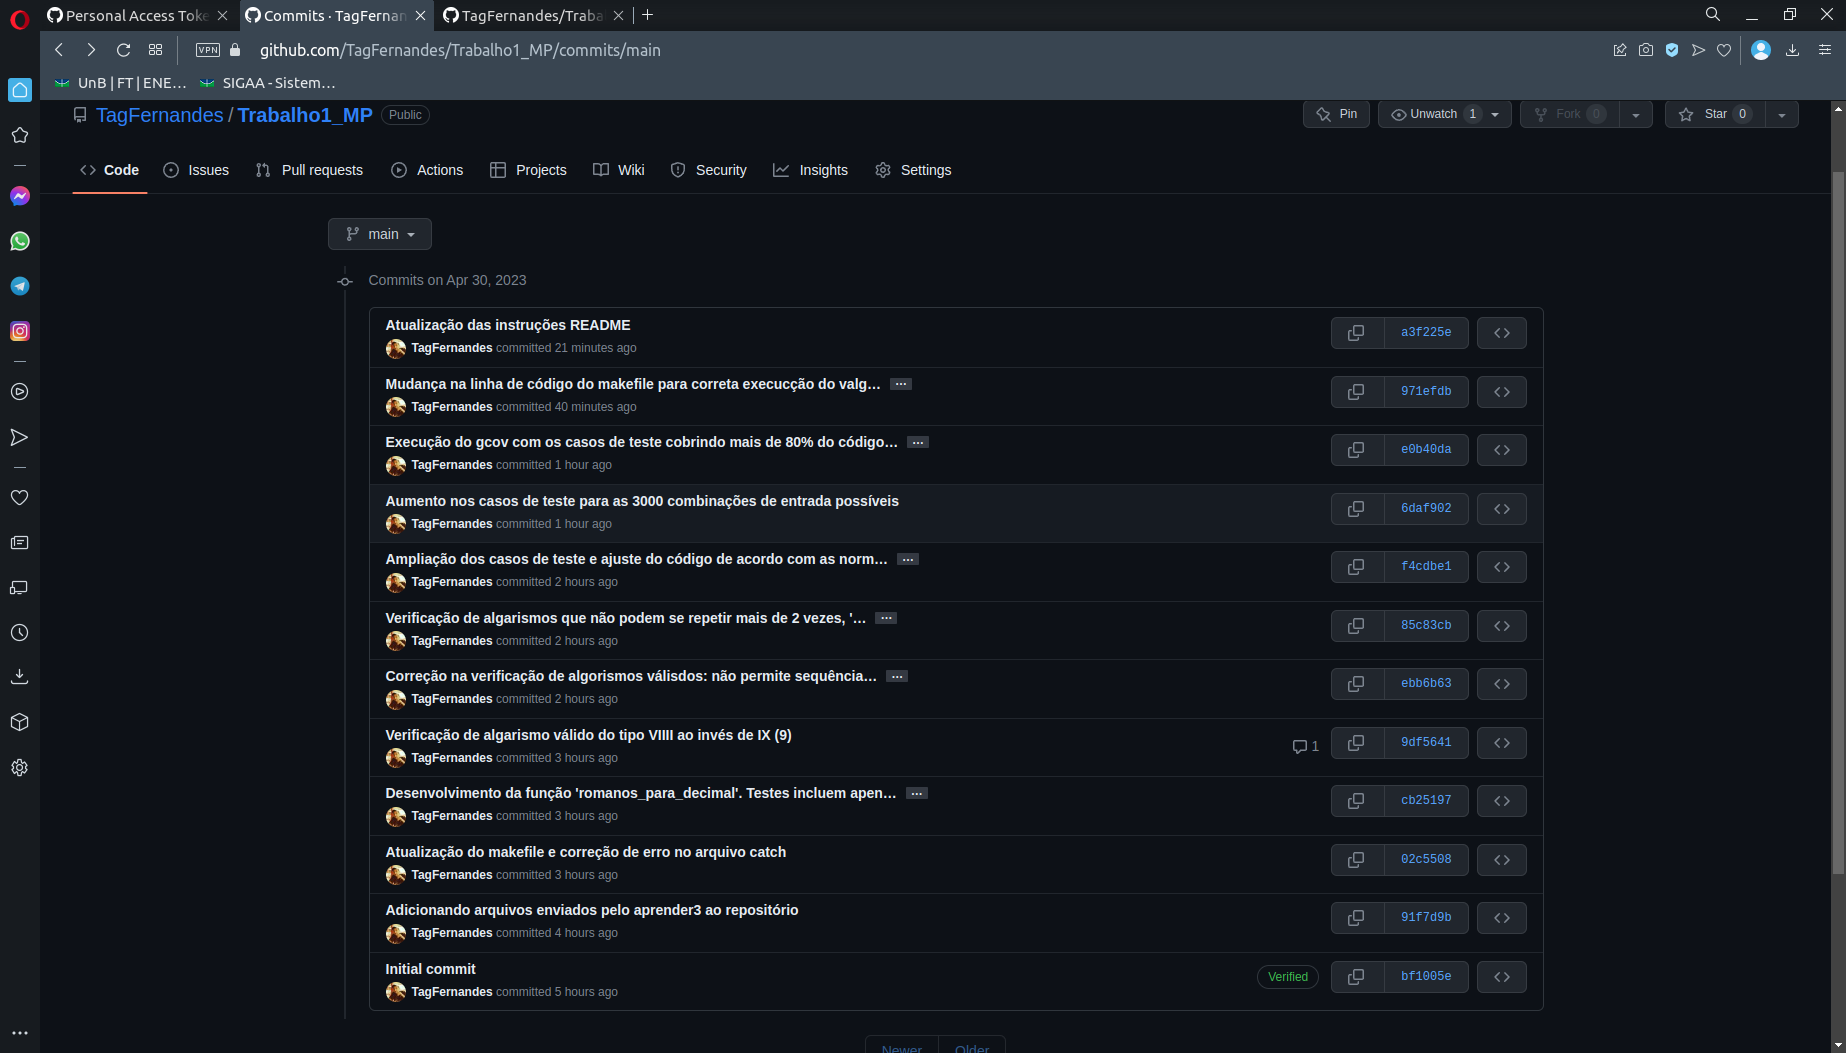 Personal Access Toke
Commits · TagFernan
TagFernandes/Traba
VPN
github.com/TagFernandes/Trabalho1_MP/commits/main
UnB | FT | ENE...
SIGAA - Sistem...
TagFernandes / Trabalho1_MP Public
Pin
Unwatch 1
Fork 0
Star 0
Code
Issues
Pull requests
Actions
Projects
Wiki
Security
Insights
Settings
main
Commits on Apr 30, 2023
Atualização das instruções README
TagFernandes committed 21 minutes ago
a3f225e
Mudança na linha de código do makefile para correta execucção do valg...
TagFernandes committed 40 minutes ago
971efdb
Execução do gcov com os casos de teste cobrindo mais de 80% do código...
TagFernandes committed 1 hour ago
e0b40da
Aumento nos casos de teste para as 3000 combinações de entrada possíveis
TagFernandes committed 1 hour ago
6daf902
Ampliação dos casos de teste e ajuste do código de acordo com as norm...
TagFernandes committed 2 hours ago
f4cdbe1
Verificação de algarismos que não podem se repetir mais de 2 vezes, '...
TagFernandes committed 2 hours ago
85c83cb
Correção na verificação de algorismos válisdos: não permite sequência...
TagFernandes committed 2 hours ago
ebb6b63
Verificação de algarismo válido do tipo VIIII ao invés de IX (9)
TagFernandes committed 3 hours ago
1
9df5641
Desenvolvimento da função 'romanos_para_decimal'. Testes incluem apen...
TagFernandes committed 3 hours ago
cb25197
Atualização do makefile e correção de erro no arquivo catch
TagFernandes committed 3 hours ago
02c5508
Adicionando arquivos enviados pelo aprender3 ao repositório
TagFernandes committed 4 hours ago
91f7d9b
Initial commit
TagFernandes committed 5 hours ago
Verified
bf1005e
Newer
Older